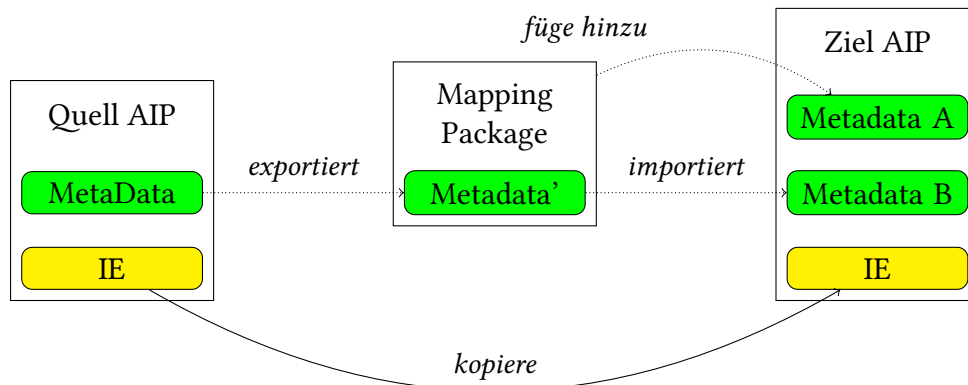 füge hinzu
Ziel AIP
Quell AIP
Mapping
Package
Metadata A
exportiert
importiert
MetaData
Metadata’
Metadata B
IE
IE
kopiere